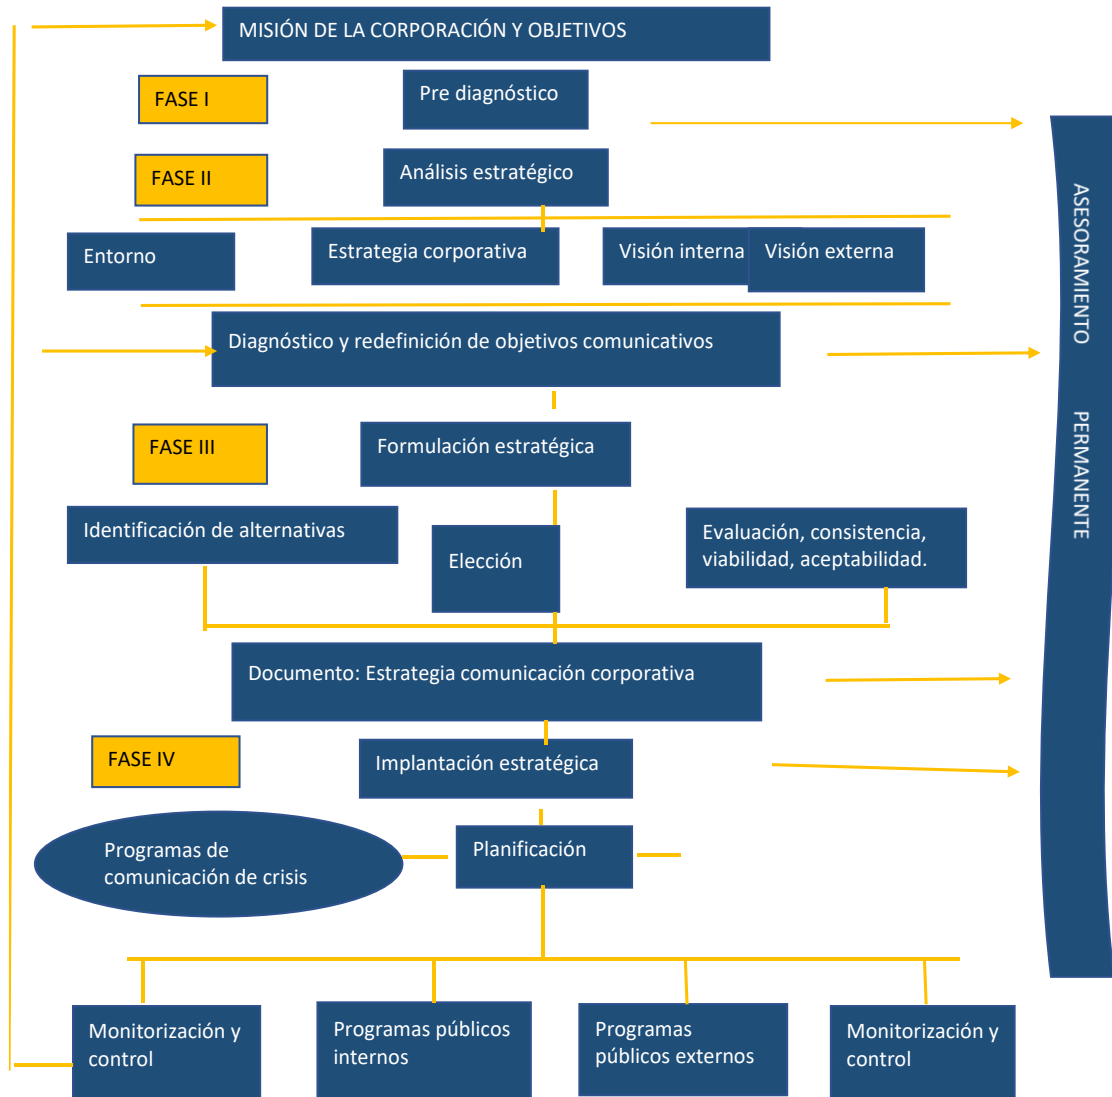 MISIÓN DE LA CORPORACIÓN Y OBJETIVOS
FASE I
Pre diagnóstico
FASE II
Análisis estratégico
Entorno
Estrategia corporativa
Visión interna
Visión externa
Diagnóstico y redefinición de objetivos comunicativos
FASE III
Formulación estratégica
Identificación de alternativas
Elección
Evaluación, consistencia,
viabilidad, aceptabilidad.
Documento: Estrategia comunicación corporativa
FASE IV
Implantación estratégica
Programas de
comunicación de crisis
Planificación
Monitorización y
control
Programas públicos
internos
Programas
públicos externos
Monitorización y
control
ASESORAMIENTO PERMANENTE